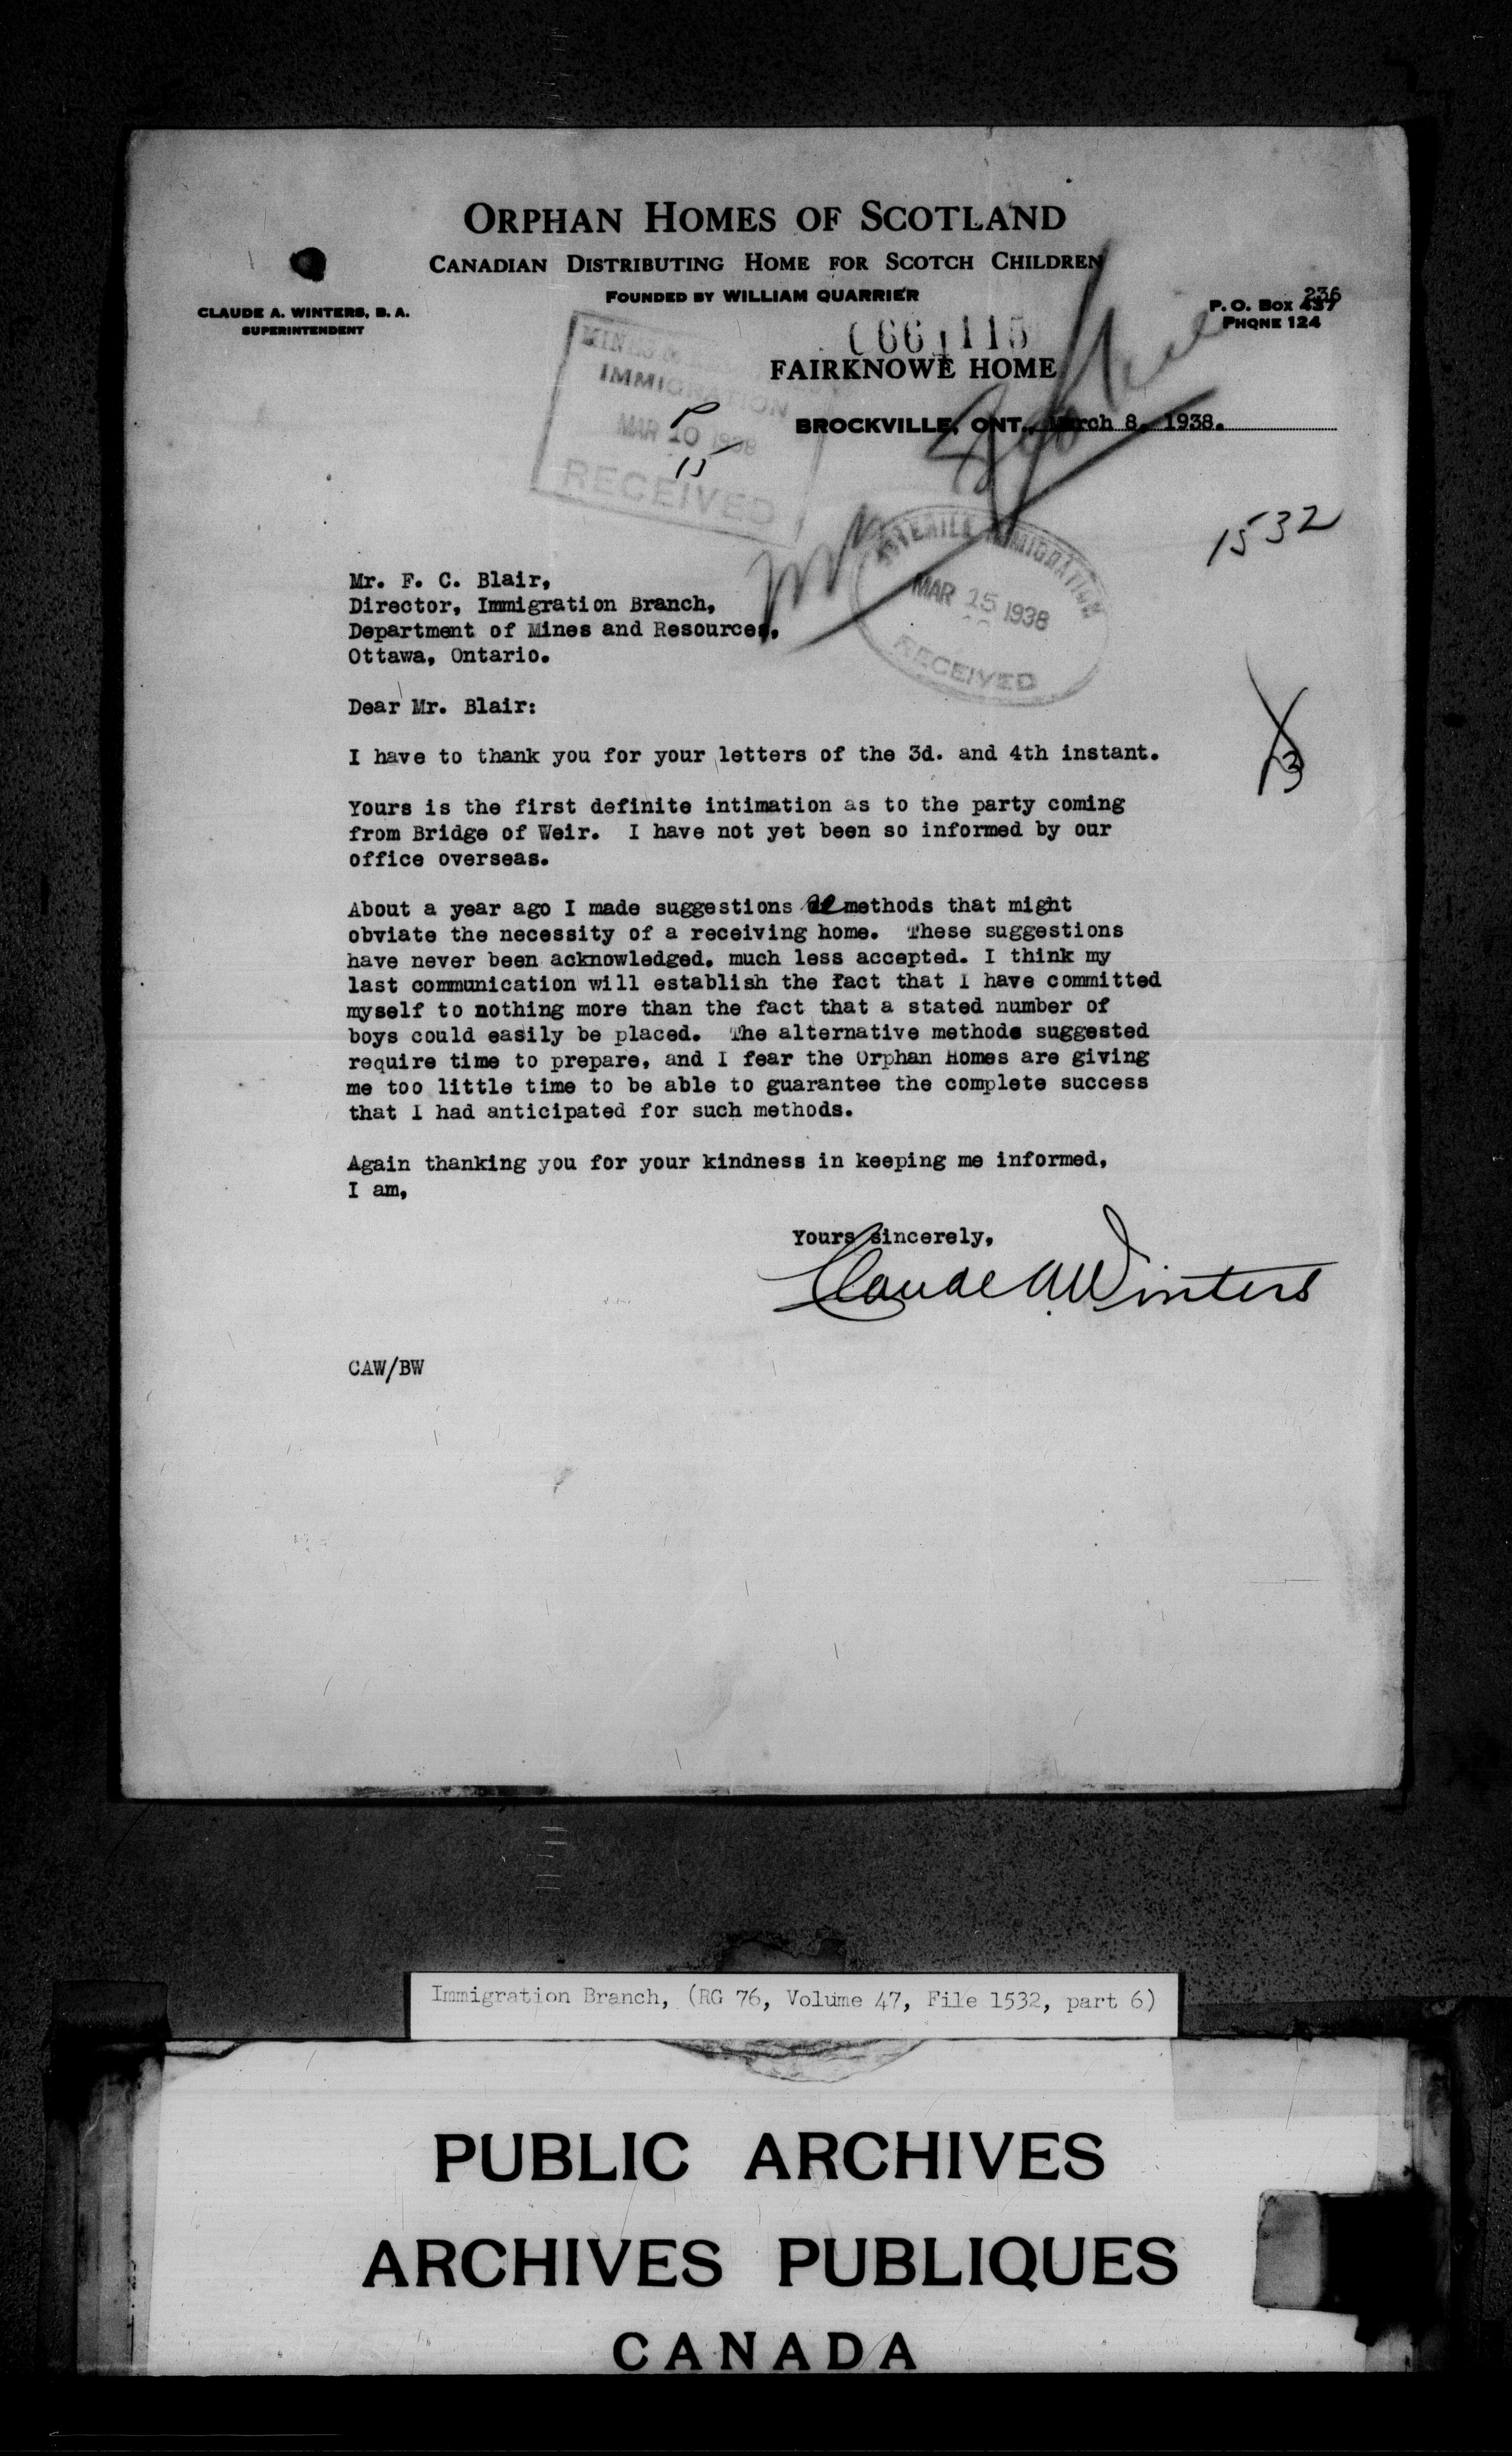 ORPHAN HOMES OF SCOTLAND
CANADIAN DISTRIBUTING HOME FOR SCOTCH CHILDREN
FOUNDED BY WILLIAM QUARRIER
CLAUDE A. WINTERS, B. A.
SUPERINTENDENT
236
P. O. BOX 437
PHONE 124
MINES
IMMIGRATION
MAR 10 1938
RECEIVED
15
FAIRKNOWE HOME
BROCKVILLE, ONT., March 8, 1938.
1532
JUVENILE IMMIGRATION
MAR 15 1938
RECEIVED
Mr. F. C. Blair,
Director, Immigration Branch,
Department of Mines and Resources,
Ottawa, Ontario.
Dear Mr. Blair:
I have to thank you for your letters of the 3d. and 4th instant.
Yours is the first definite intimation as to the party coming
from Bridge of Weir. I have not yet been so informed by our
office overseas.
About a year ago I made suggestions re methods that might
obviate the necessity of a receiving home. These suggestions
have never been acknowledged, much less accepted. I think my
last communication will establish the fact that I have committed
myself to nothing more than the fact that a stated number of
boys could easily be placed. The alternative methods suggested
require time to prepare, and I fear the Orphan Homes are giving
me too little time to be able to guarantee the complete success
that I had anticipated for such methods.
Again thanking you for your kindness in keeping me informed,
I am,
Yours sincerely,
Claude A Winters
CAW/BW
Immigration Branch, (RG 76, Volume 47, File 1532, part 6)
PUBLIC ARCHIVES
ARCHIVES PUBLIQUES
CANADA